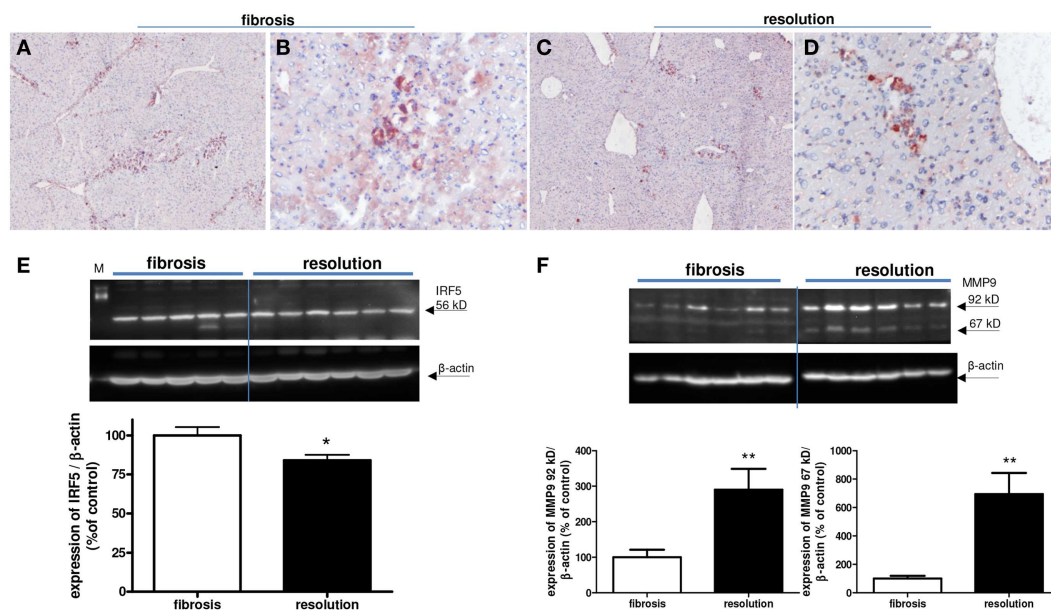 fibrosis
resolution
A
B
C
D
E
M
fibrosis
resolution
IRF5
56 kD
β-actin
expression of IRF5 / β-actin
(%of control)
100
75
50
25
0
*
fibrosis
resolution
F
fibrosis
resolution
MMP9
92 kD
67 kD
β-actin
expression of MMP9 92 kD/
β-actin (% of control)
400
300
200
100
0
**
fibrosis
resolution
expression of MMP9 67 kD/
β-actin (% of control)
1000
800
600
400
200
0
**
fibrosis
resolution